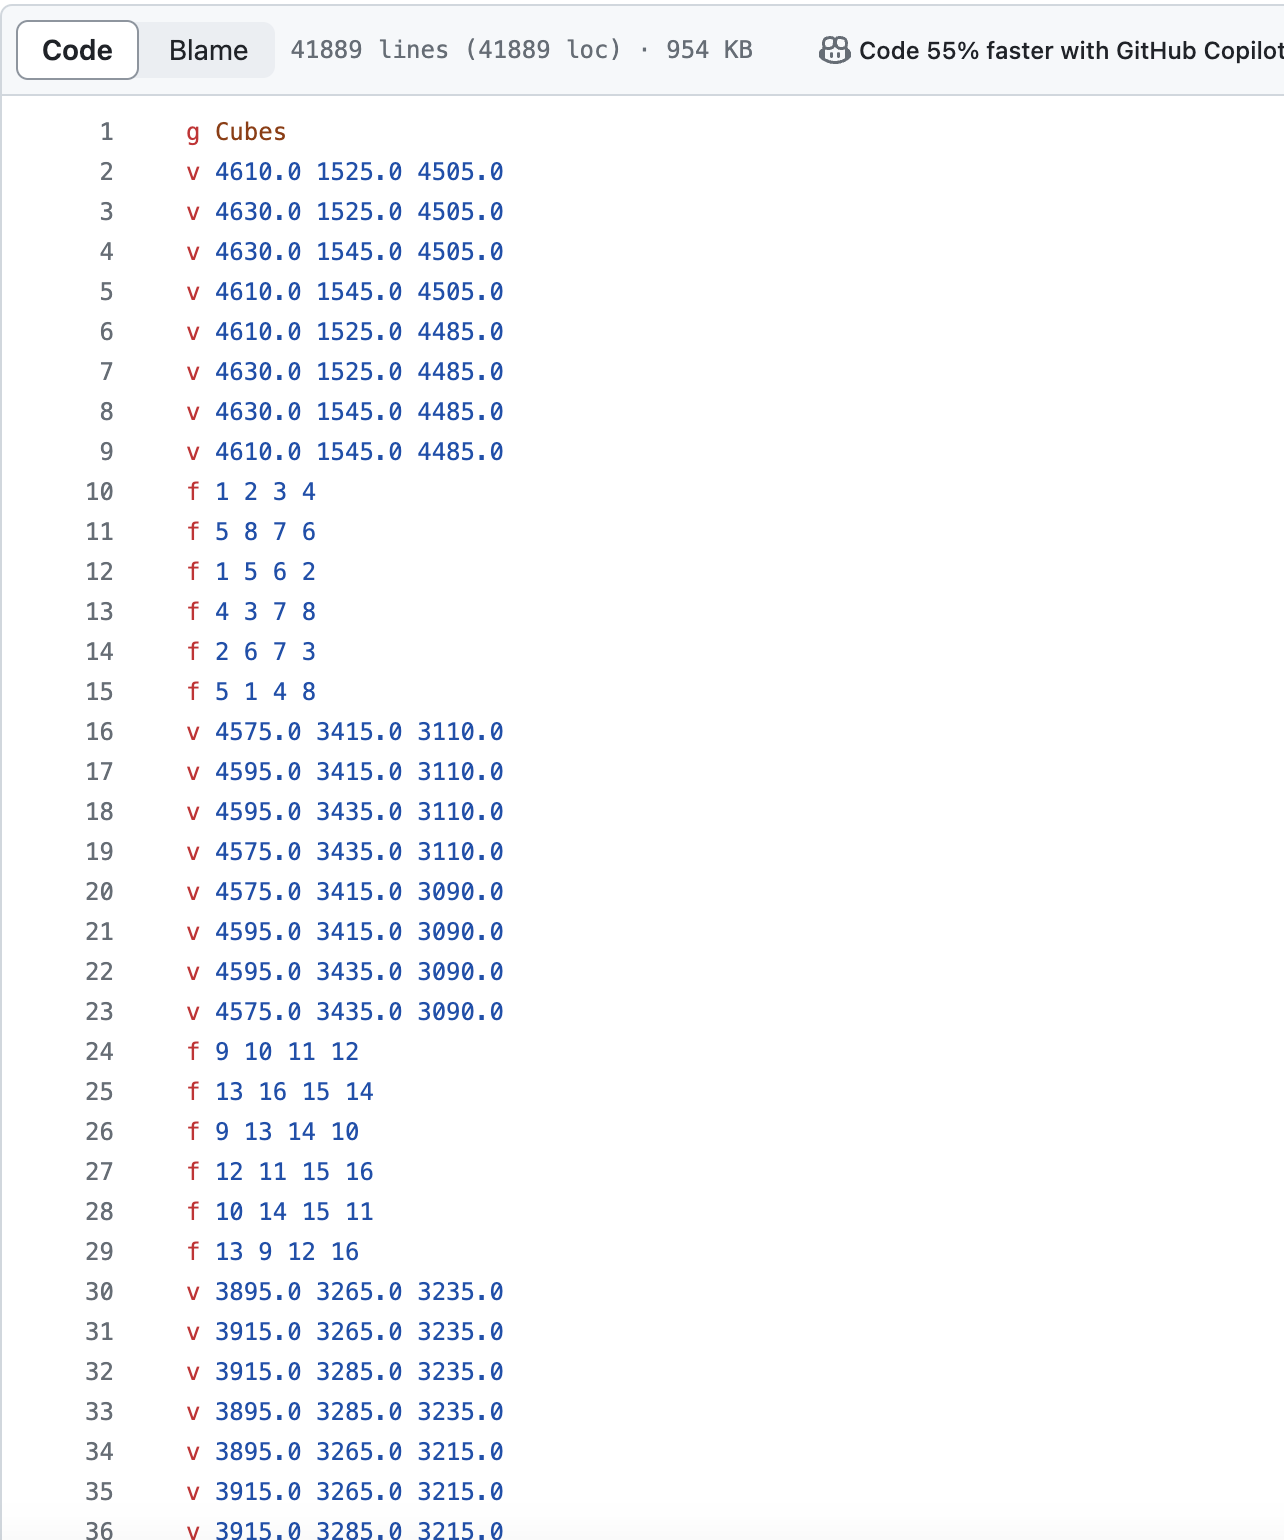 Code Blame 41889 lines (41889 loc) · 954 KB Code 55% faster with GitHub Copilot
1 g Cubes
2 v 4610.0 1525.0 4505.0
3 v 4630.0 1525.0 4505.0
4 v 4630.0 1545.0 4505.0
5 v 4610.0 1545.0 4505.0
6 v 4610.0 1525.0 4485.0
7 v 4630.0 1525.0 4485.0
8 v 4630.0 1545.0 4485.0
9 v 4610.0 1545.0 4485.0
10 f 1 2 3 4
11 f 5 8 7 6
12 f 1 5 6 2
13 f 4 3 7 8
14 f 2 6 7 3
15 f 5 1 4 8
16 v 4575.0 3415.0 3110.0
17 v 4595.0 3415.0 3110.0
18 v 4595.0 3435.0 3110.0
19 v 4575.0 3435.0 3110.0
20 v 4575.0 3415.0 3090.0
21 v 4595.0 3415.0 3090.0
22 v 4595.0 3435.0 3090.0
23 v 4575.0 3435.0 3090.0
24 f 9 10 11 12
25 f 13 16 15 14
26 f 9 13 14 10
27 f 12 11 15 16
28 f 10 14 15 11
29 f 13 9 12 16
30 v 3895.0 3265.0 3235.0
31 v 3915.0 3265.0 3235.0
32 v 3915.0 3285.0 3235.0
33 v 3895.0 3285.0 3235.0
34 v 3895.0 3265.0 3215.0
35 v 3915.0 3265.0 3215.0
36 v 3915.0 3285.0 3215.0